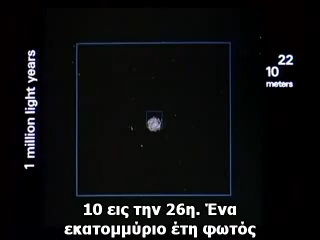 1 million light years
10 22
meters
10 εις την 26η. Ένα
εκατομμύριο έτη φωτός